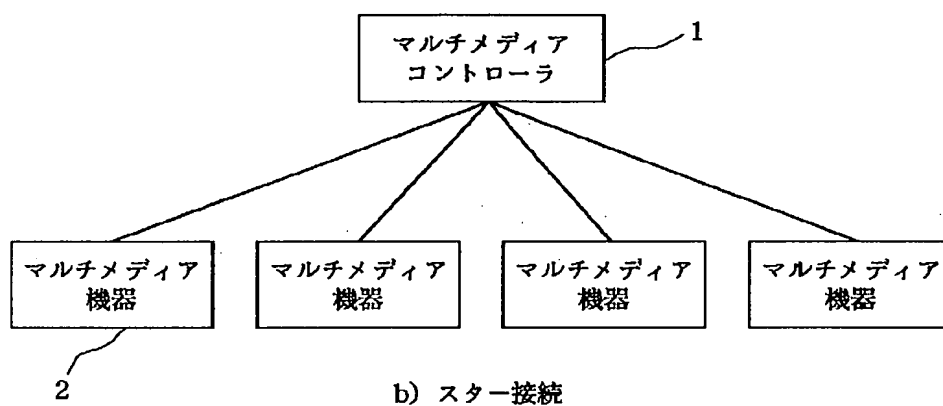 マルチメディア
コントローラ
1
マルチメディア
機器
マルチメディア
機器
マルチメディア
機器
マルチメディア
機器
2
b) スター接続